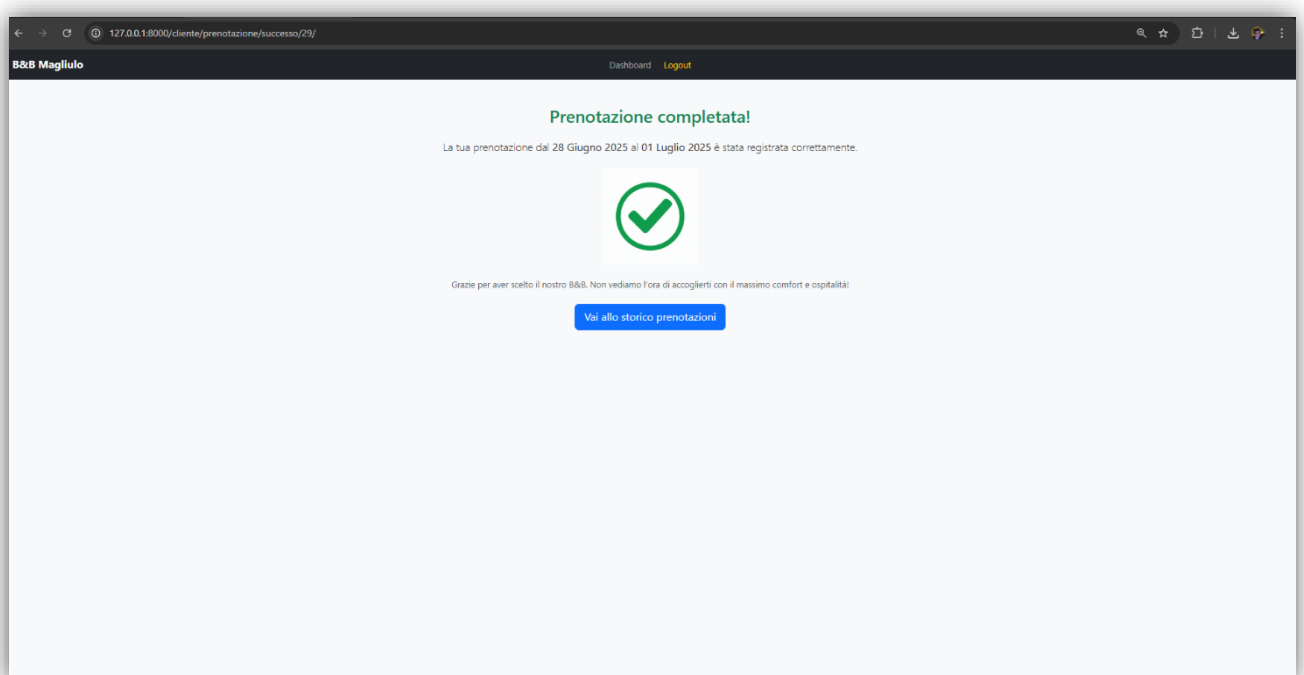 127.0.0.1:8000/cliente/prenotazione/successo/29/
B&B Magliulo
Dashboard Logout
Prenotazione completata!
La tua prenotazione dal 28 Giugno 2025 al 01 Luglio 2025 è stata registrata correttamente.
Grazie per aver scelto il nostro B&B. Non vediamo l'ora di accoglierti con il massimo comfort e ospitalità!
Vai allo storico prenotazioni